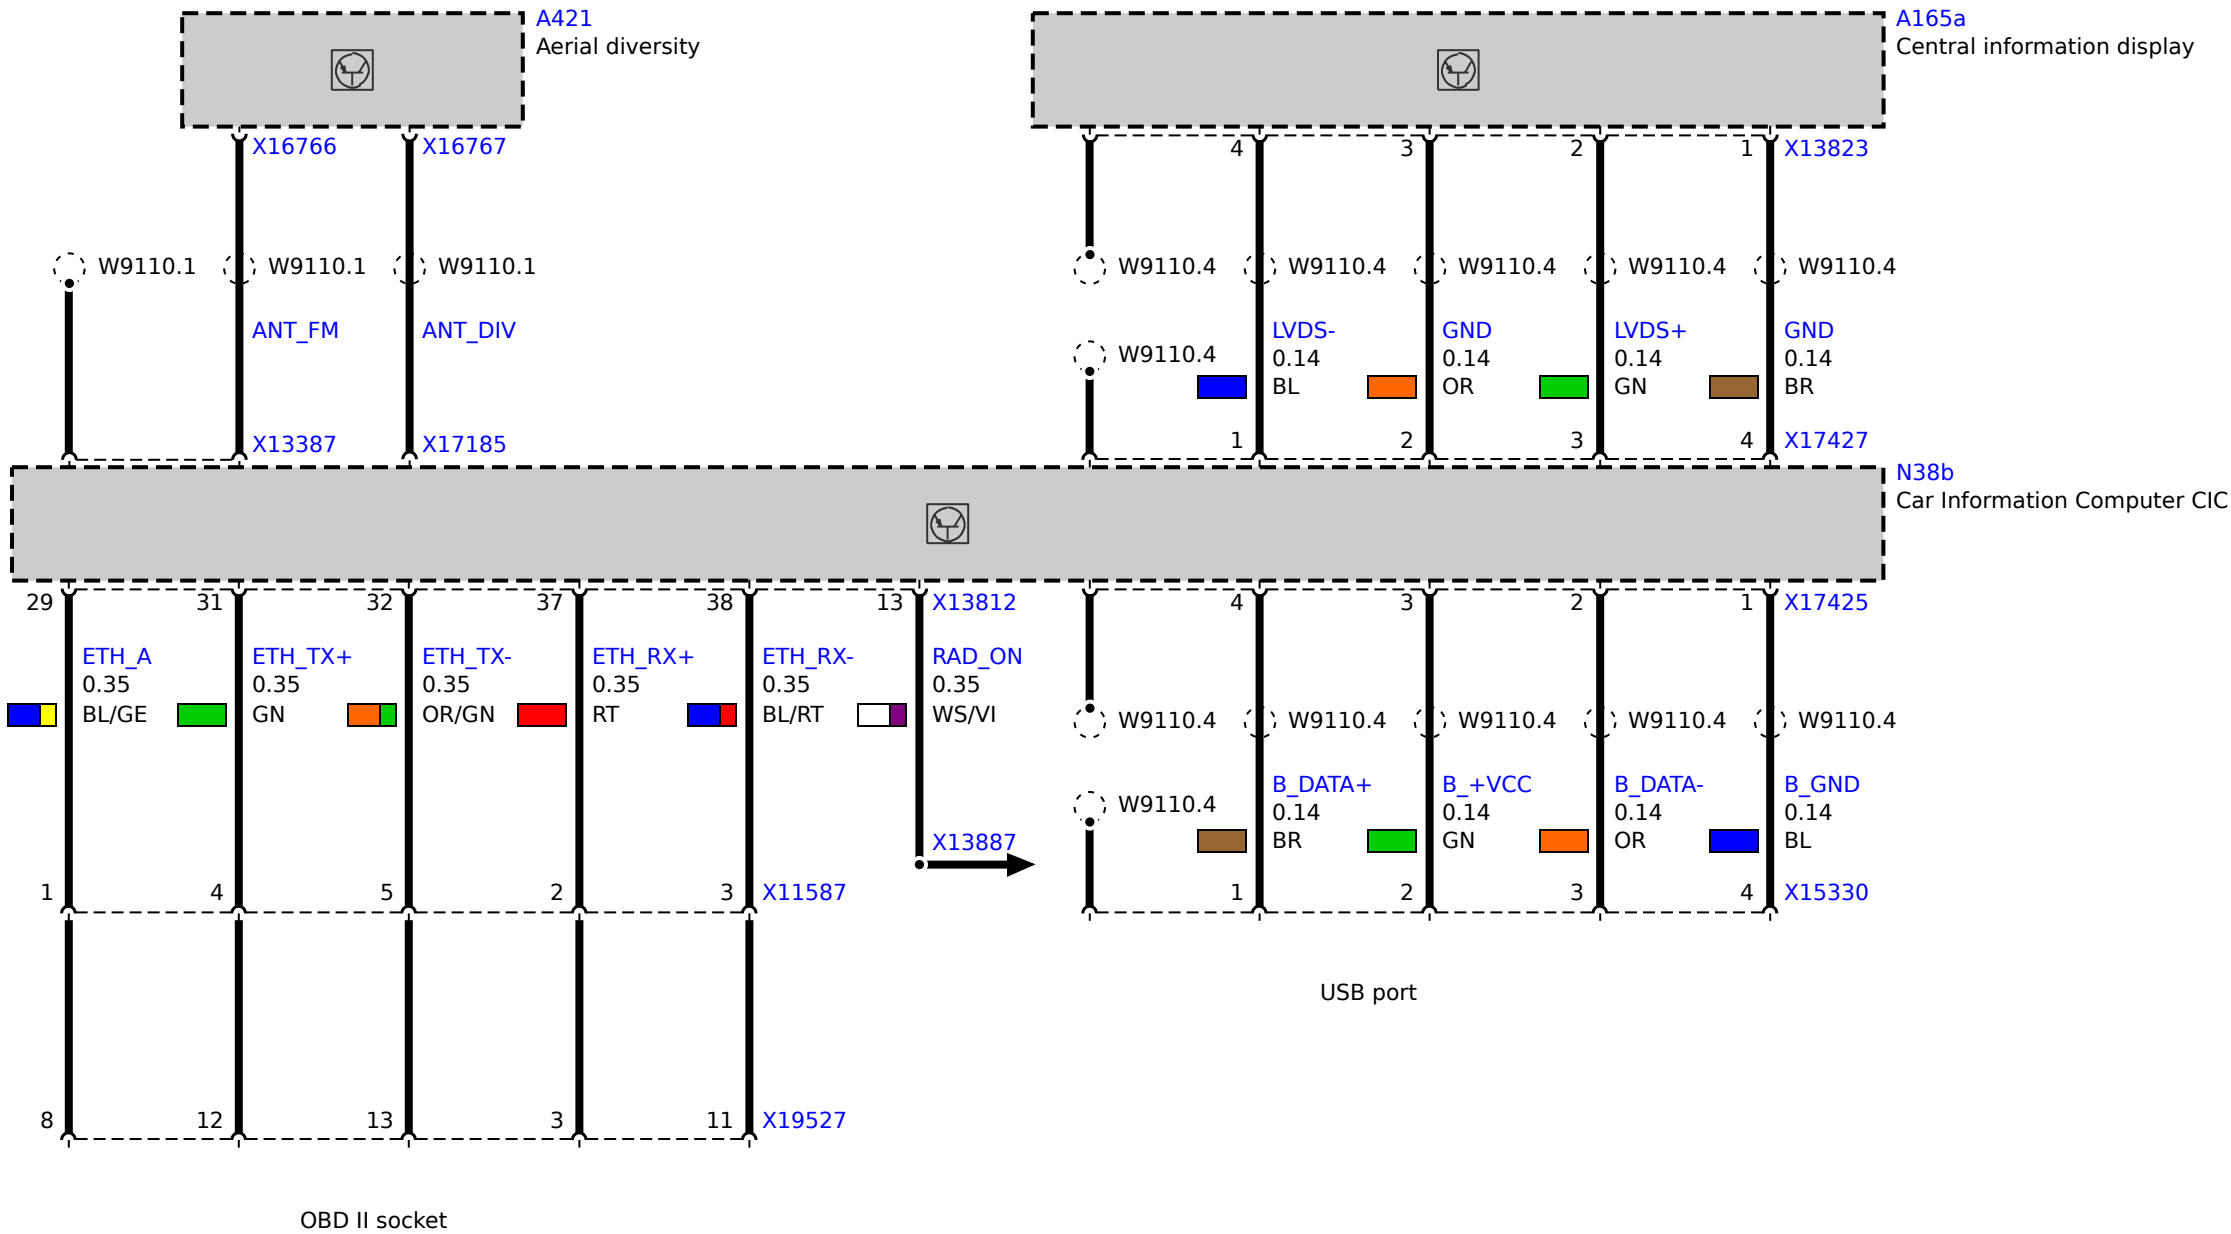 A421
Aerial diversity
A165a
Central information display
X16766
X16767
4
3
2
1
X13823
W9110.1
W9110.1
W9110.1
W9110.4
W9110.4
W9110.4
W9110.4
W9110.4
ANT_FM
ANT_DIV
W9110.4
LVDS-
0.14
BL
GND
0.14
OR
LVDS+
0.14
GN
GND
0.14
BR
X13387
X17185
1
2
3
4
X17427
N38b
Car Information Computer CIC
29
31
32
37
38
13
X13812
4
3
2
1
X17425
ETH_A
0.35
BL/GE
ETH_TX+
0.35
GN
ETH_TX-
0.35
OR/GN
ETH_RX+
0.35
RT
ETH_RX-
0.35
BL/RT
RAD_ON
0.35
WS/VI
W9110.4
W9110.4
W9110.4
W9110.4
W9110.4
W9110.4
B_DATA+
0.14
BR
B_+VCC
0.14
GN
B_DATA-
0.14
OR
B_GND
0.14
BL
X13887
1
4
5
2
3
X11587
1
2
3
4
X15330
USB port
8
12
13
3
11
X19527
OBD II socket